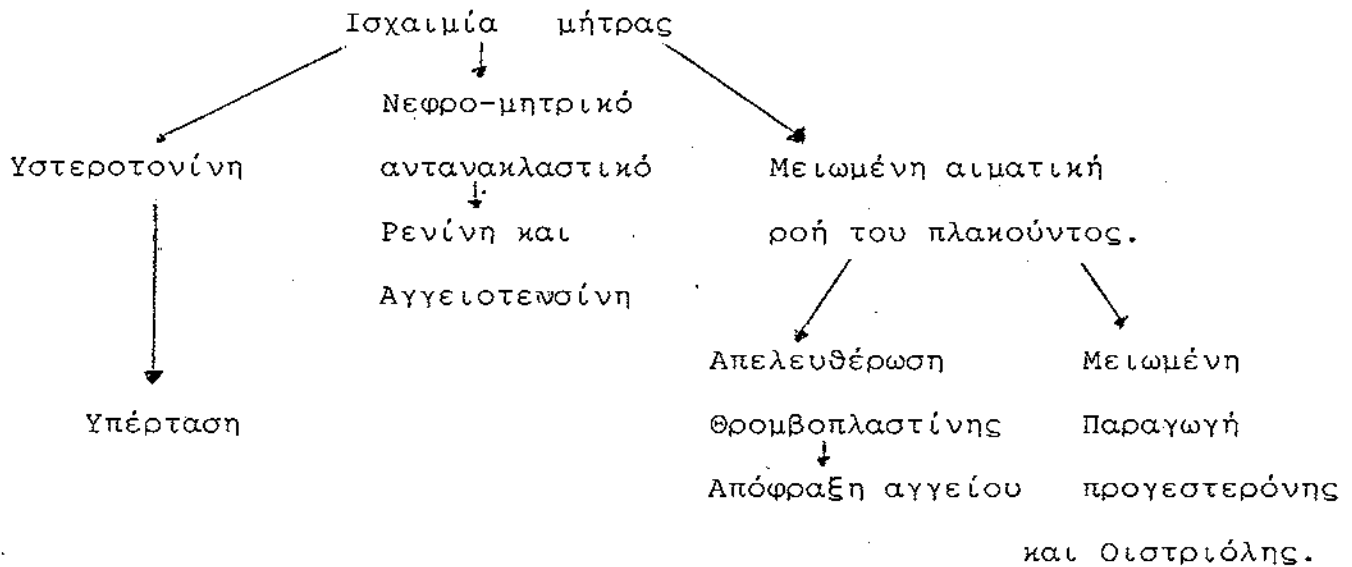 Ισχαιμία μήτρας
Νεφρο-μητρικό
Υστεροτονίνη αντανακλαστικό Μειωμένη αιματική
Ρενίνη και ροή του πλακούντος.
Αγγειοτενσίνη
Απελευθέρωση Μειωμένη
Υπέρταση Θρομβοπλαστίνης Παραγωγή
Απόφραξη αγγείου προγεστερόνης
και Οιστριόλης.